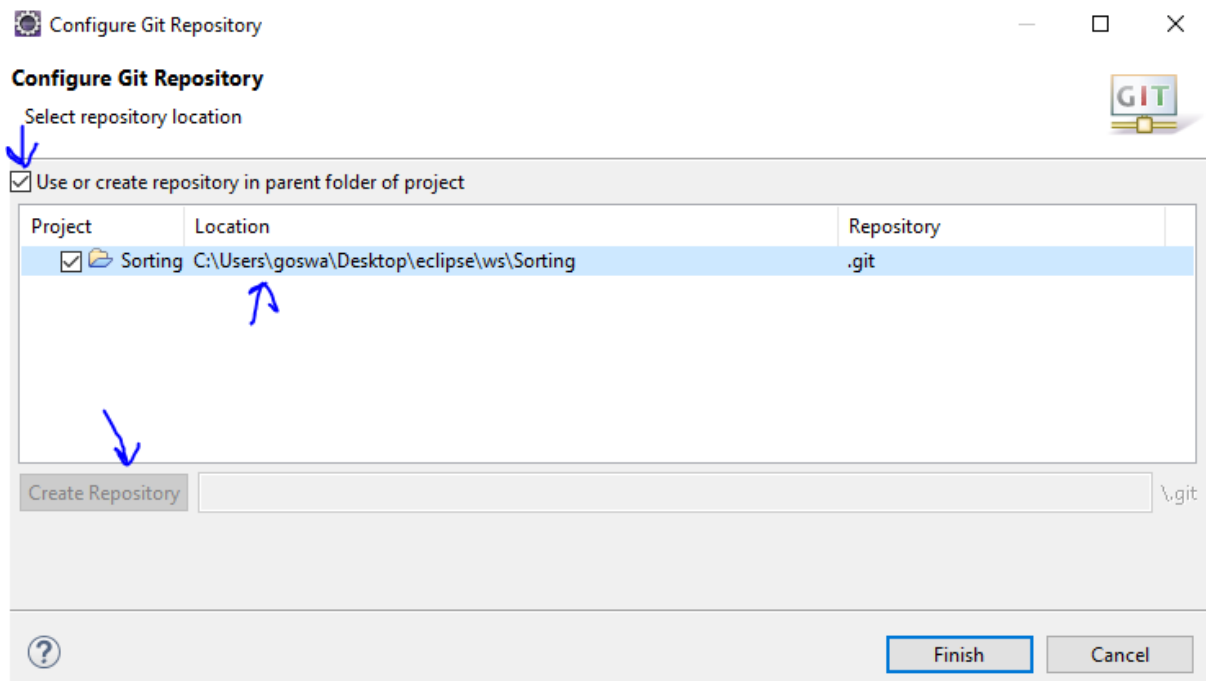 Configure Git Repository
Configure Git Repository
Select repository location
GIT
Use or create repository in parent folder of project
Project Location Repository
Sorting C:\Users\goswa\Desktop\eclipse\ws\Sorting .git
Create Repository \.git
?
Finish Cancel